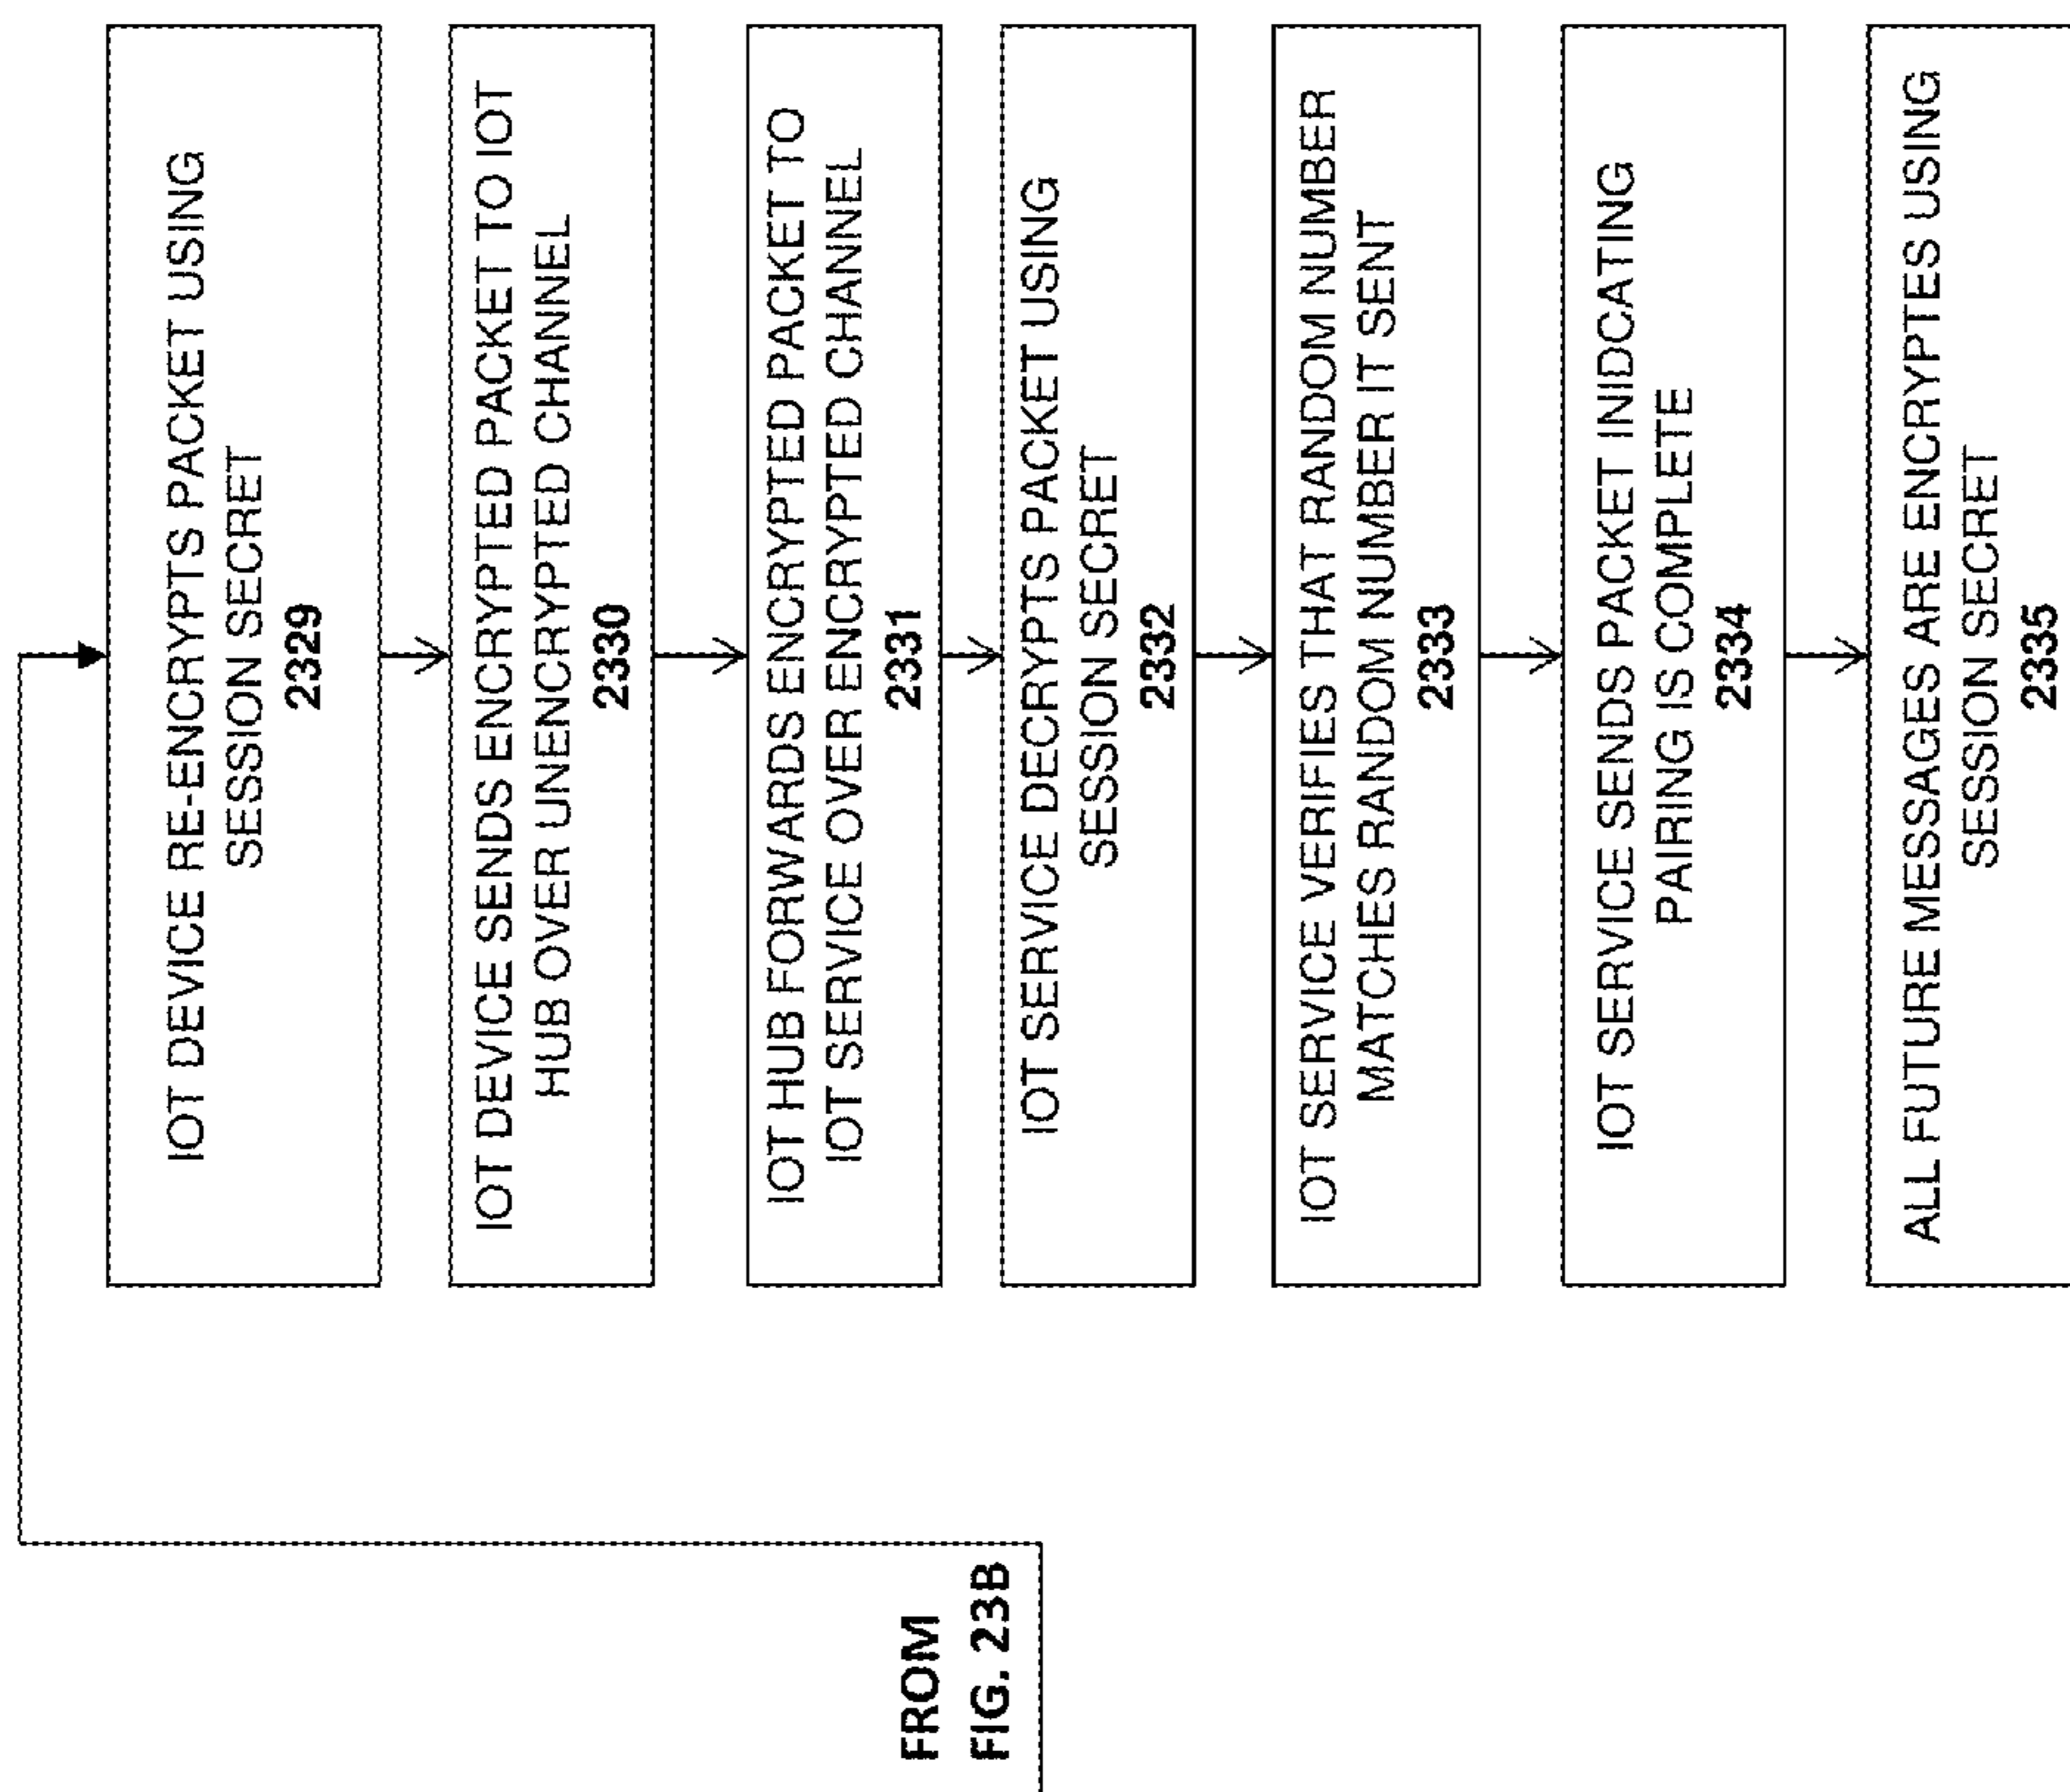 FROM
FIG. 23B
IOT DEVICE RE-ENCRYPTS PACKET USING
SESSION SECRET
2329
IOT DEVICE SENDS ENCRYPTED PACKET TO IOT
HUB OVER UNENCRYPTED CHANNEL
2330
IOT HUB FORWARDS ENCRYPTED PACKET TO
IOT SERVICE OVER ENCRYPTED CHANNEL
2331
IOT SERVICE DECRYPTS PACKET USING
SESSION SECRET
2332
IOT SERVICE VERIFIES THAT RANDOM NUMBER
MATCHES RANDOM NUMBER IT SENT
2333
IOT SERVICE SENDS PACKET INIDCATING
PAIRING IS COMPLETE
2334
ALL FUTURE MESSAGES ARE ENCRYPTES USING
SESSION SECRET
2335